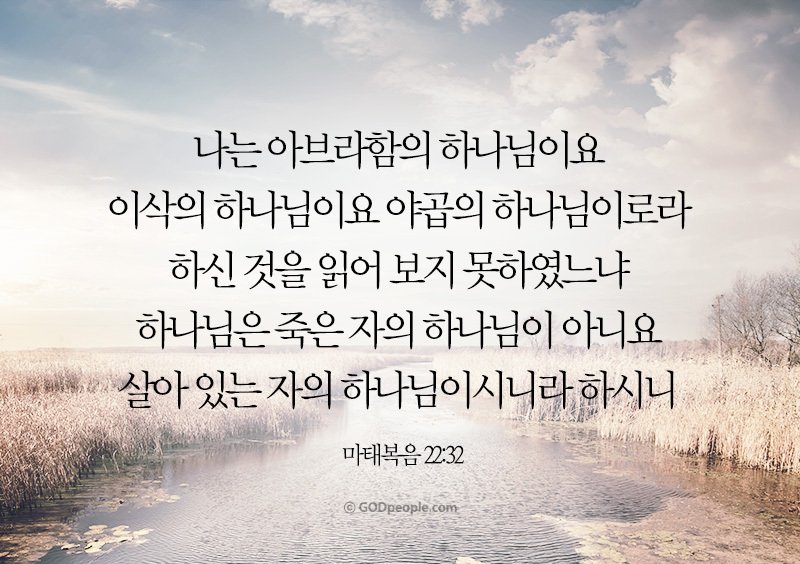 나는 아브라함의 하나님이요
이삭의 하나님이요 야곱의 하나님이로라
하신 것을 읽어 보지 못하였느냐
하나님은 죽은 자의 하나님이 아니요
살아 있는 자의 하나님이시니라 하시니
마태복음 22:32
© GODpeople.com